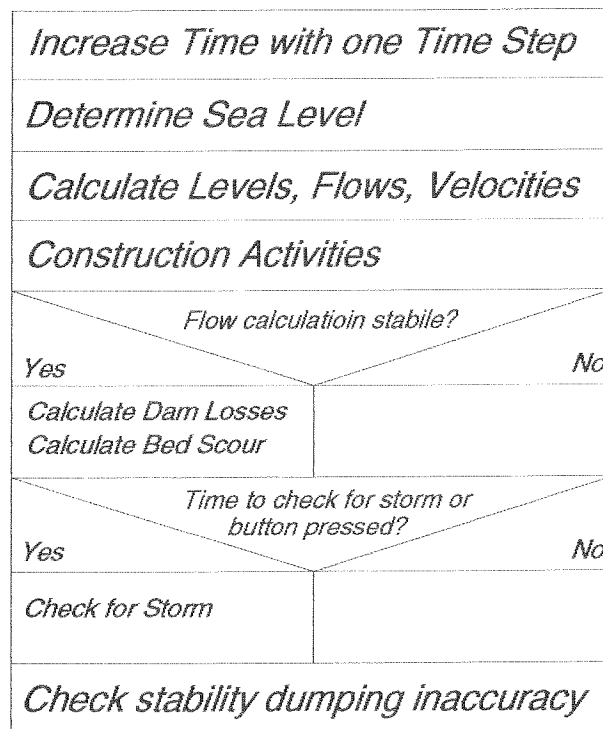 Increase Time with one Time Step
Determine Sea Level
Calculate Levels, Flows, Velocities
Construction Activities
Flow calculatioin stabile?
Yes
No
Calculate Dam Losses
Calculate Bed Scour
Time to check for storm or
button pressed?
Yes
No
Check for Storm
Check stability dumping inaccuracy